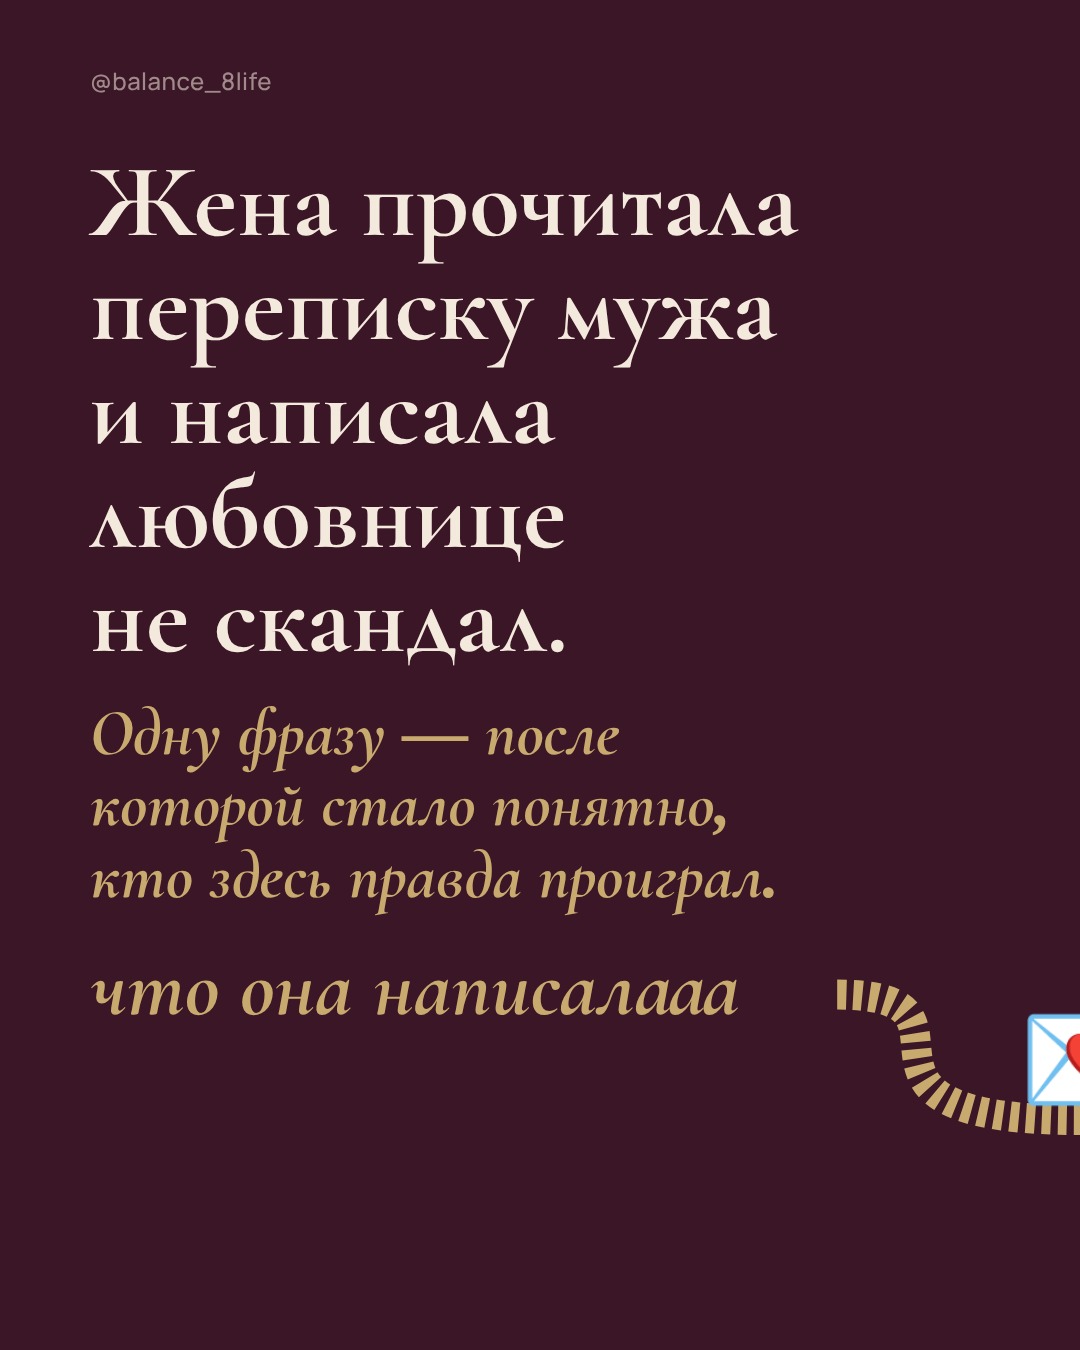 @balance_8life
Жена прочитала
переписку мужа
и написала
любовнице
не скандал.
Одну фразу — после
которой стало понятно,
кто здесь правда проиграл.
что она написалааа